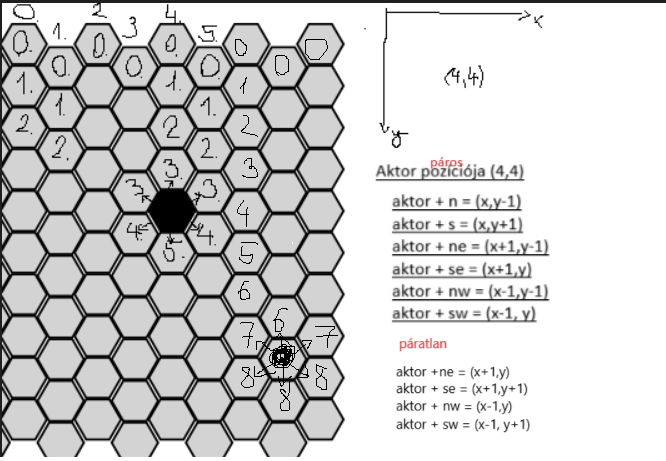 0. 2 4.
1. 3 5.
0. 0 0. 0 0
0. 0. 0. 0
1. 1. 1
1. 1.
2. 2 2
2. 2.
3. 3
3 3
4
4 4.
5. 5
6
6
7 7
8 8
8
x
y
(4,4)
páros
Aktor pozíciója (4,4)
aktor + n = (x,y-1)
aktor + s = (x,y+1)
aktor + ne = (x+1,y-1)
aktor + se = (x+1,y)
aktor + nw = (x-1,y-1)
aktor + sw = (x-1, y)
páratlan
aktor +ne = (x+1,y)
aktor + se = (x+1,y+1)
aktor + nw = (x-1,y)
aktor + sw = (x-1, y+1)